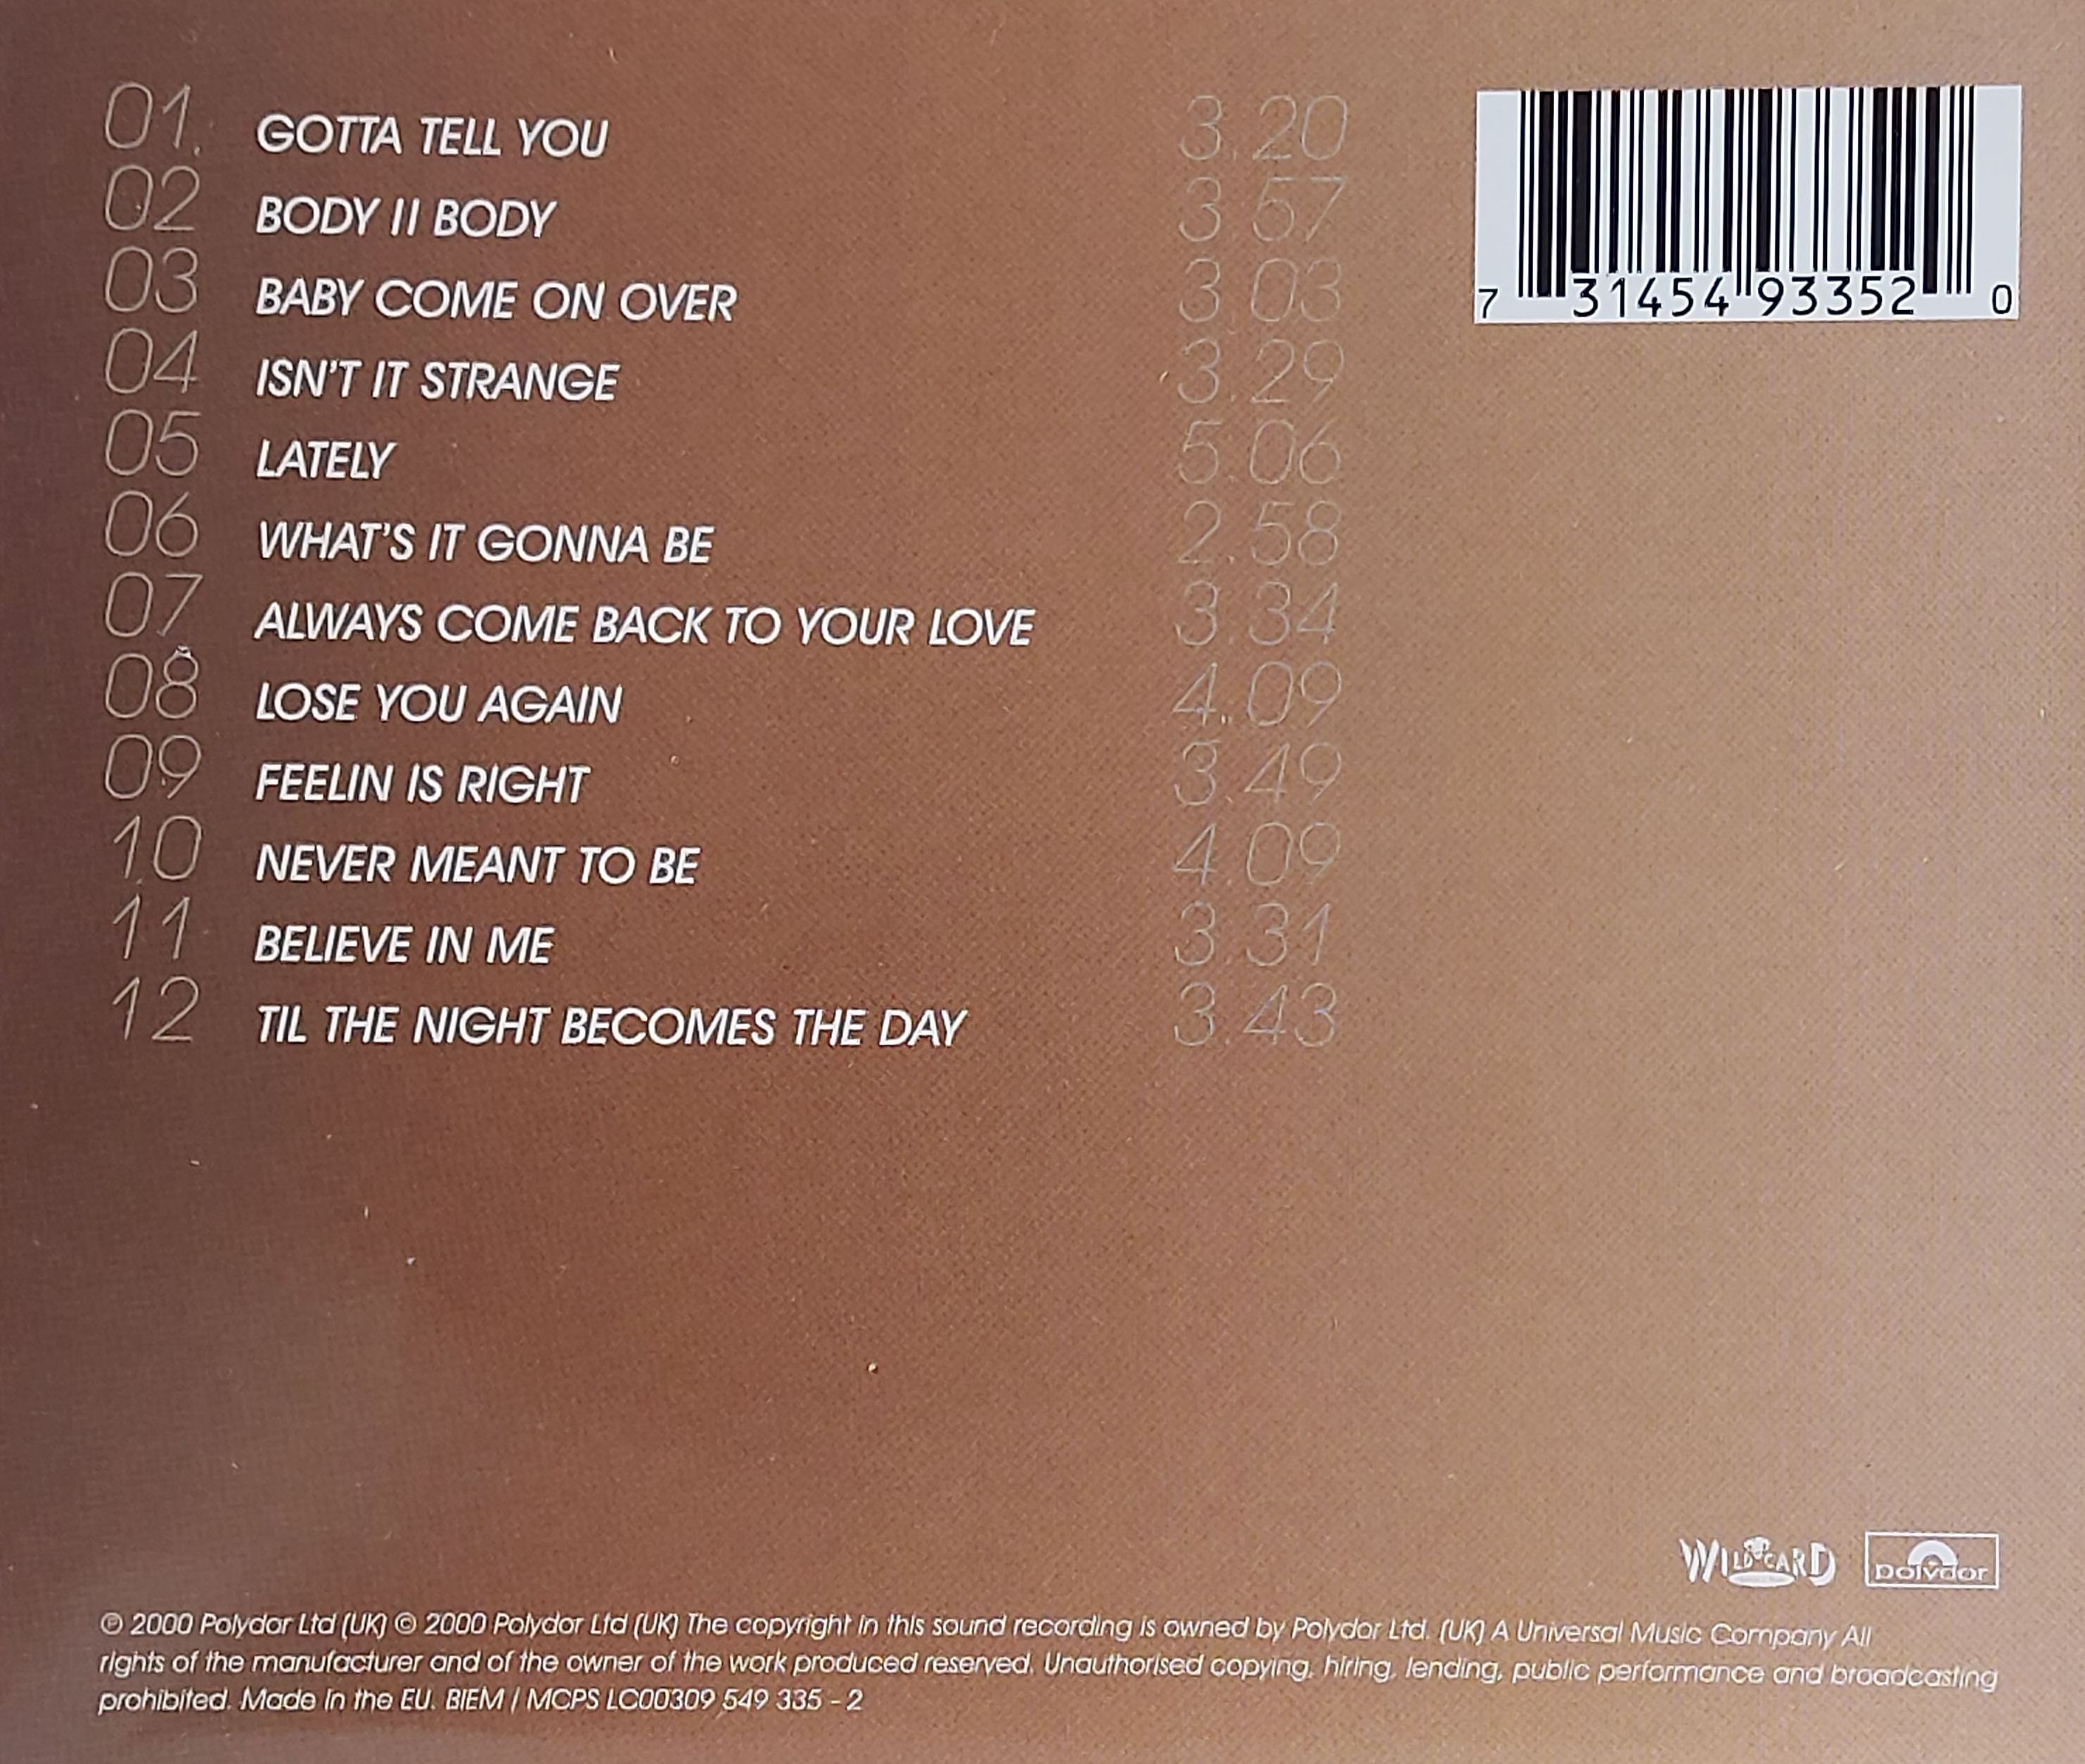 01. GOTTA TELL YOU 3.20
02 BODY II BODY 3.57
03 BABY COME ON OVER 3.03
04 ISN'T IT STRANGE 3.29
05 LATELY 5.06
06 WHAT'S IT GONNA BE 2.58
07 ALWAYS COME BACK TO YOUR LOVE 3.34
08 LOSE YOU AGAIN 4.09
09 FEELIN IS RIGHT 3.49
10 NEVER MEANT TO BE 4.09
11 BELIEVE IN ME 3.31
12 TIL THE NIGHT BECOMES THE DAY 3.43
7 31454 93352 0
WILD CARD polydor
℗ 2000 Polydor Ltd (UK) © 2000 Polydor Ltd (UK) The copyright in this sound recording is owned by Polydor Ltd. (UK) A Universal Music Company All
rights of the manufacturer and of the owner of the work produced reserved. Unauthorised copying, hiring, lending, public performance and broadcasting
prohibited. Made in the EU. BIEM / MCPS LC00309 549 335 - 2